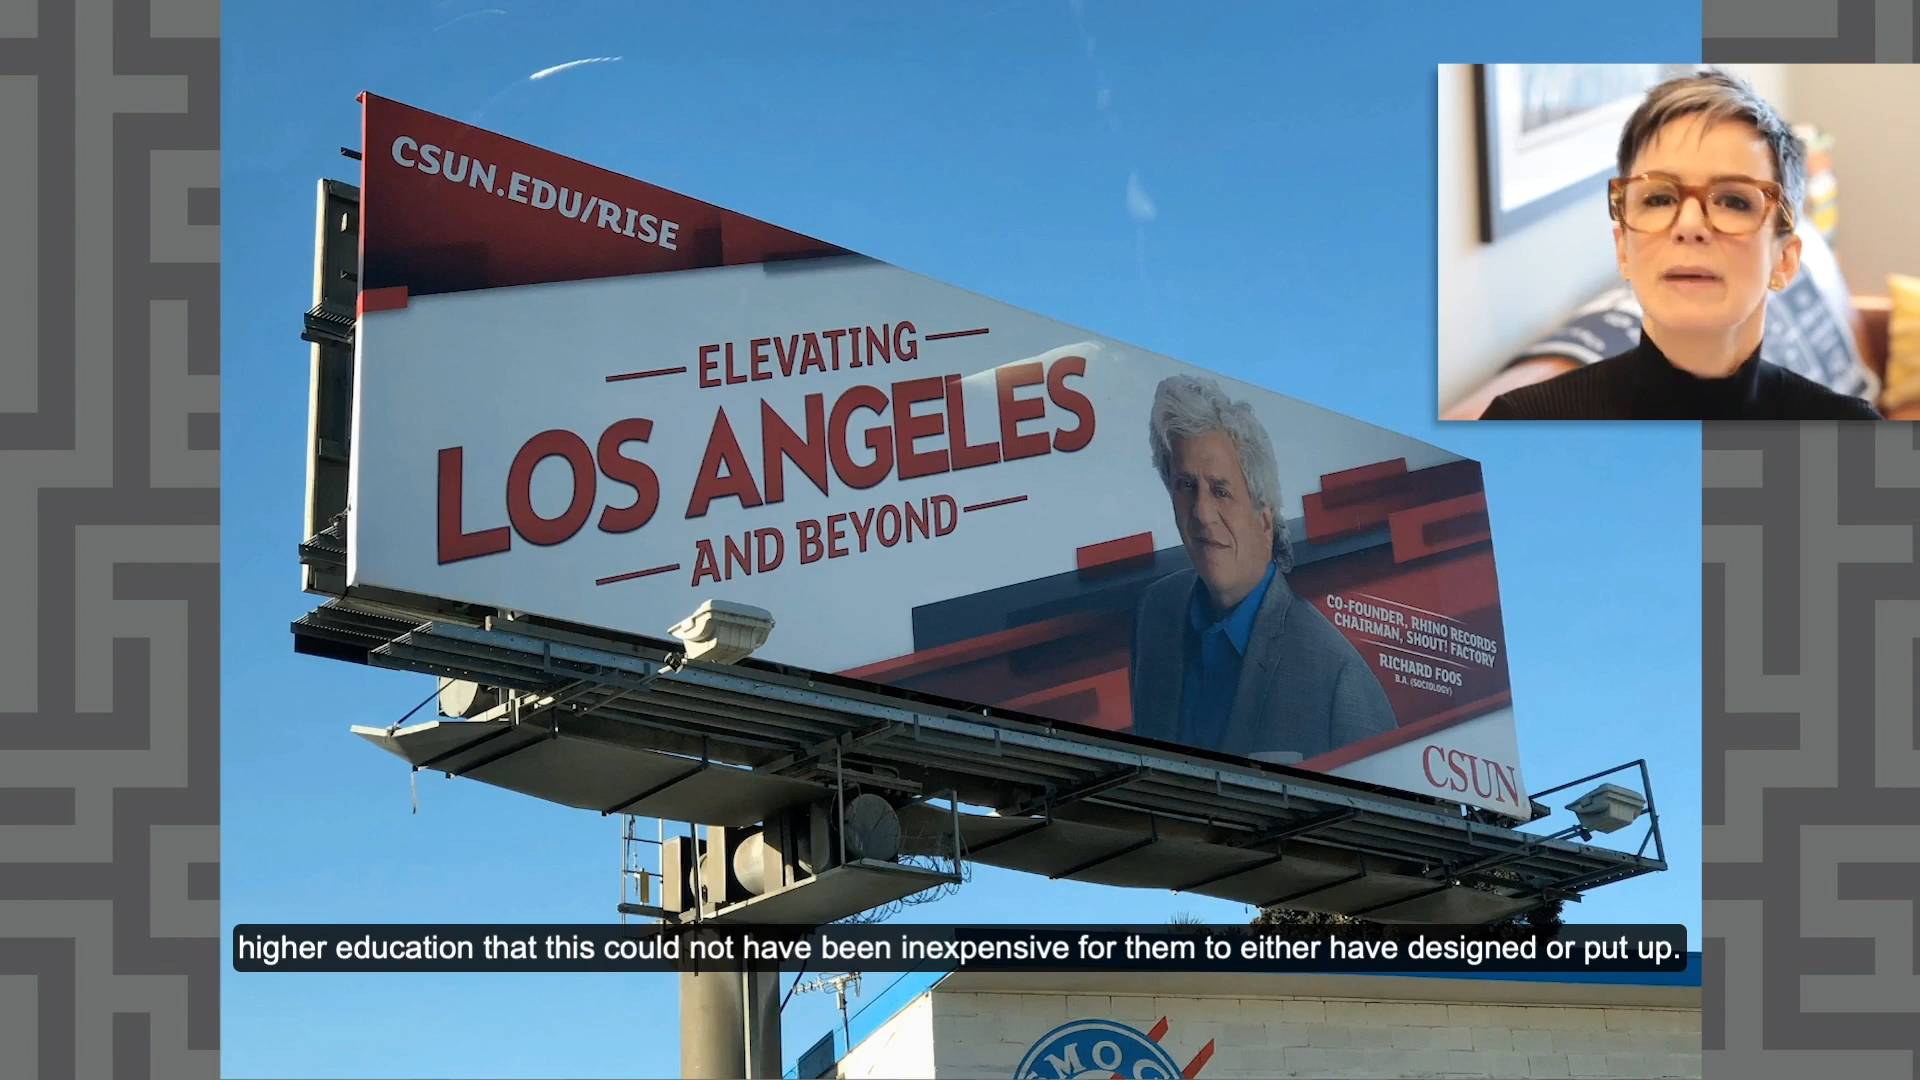 CSUN.EDU/RISE
ELEVATING
LOS ANGELES
AND BEYOND
CO-FOUNDER, RHINO RECORDS
CHAIRMAN, SHOUT! FACTORY
RICHARD FOOS
B.A. (SOCIOLOGY)
CSUN
higher education that this could not have been inexpensive for them to either have designed or put up.
SMOG